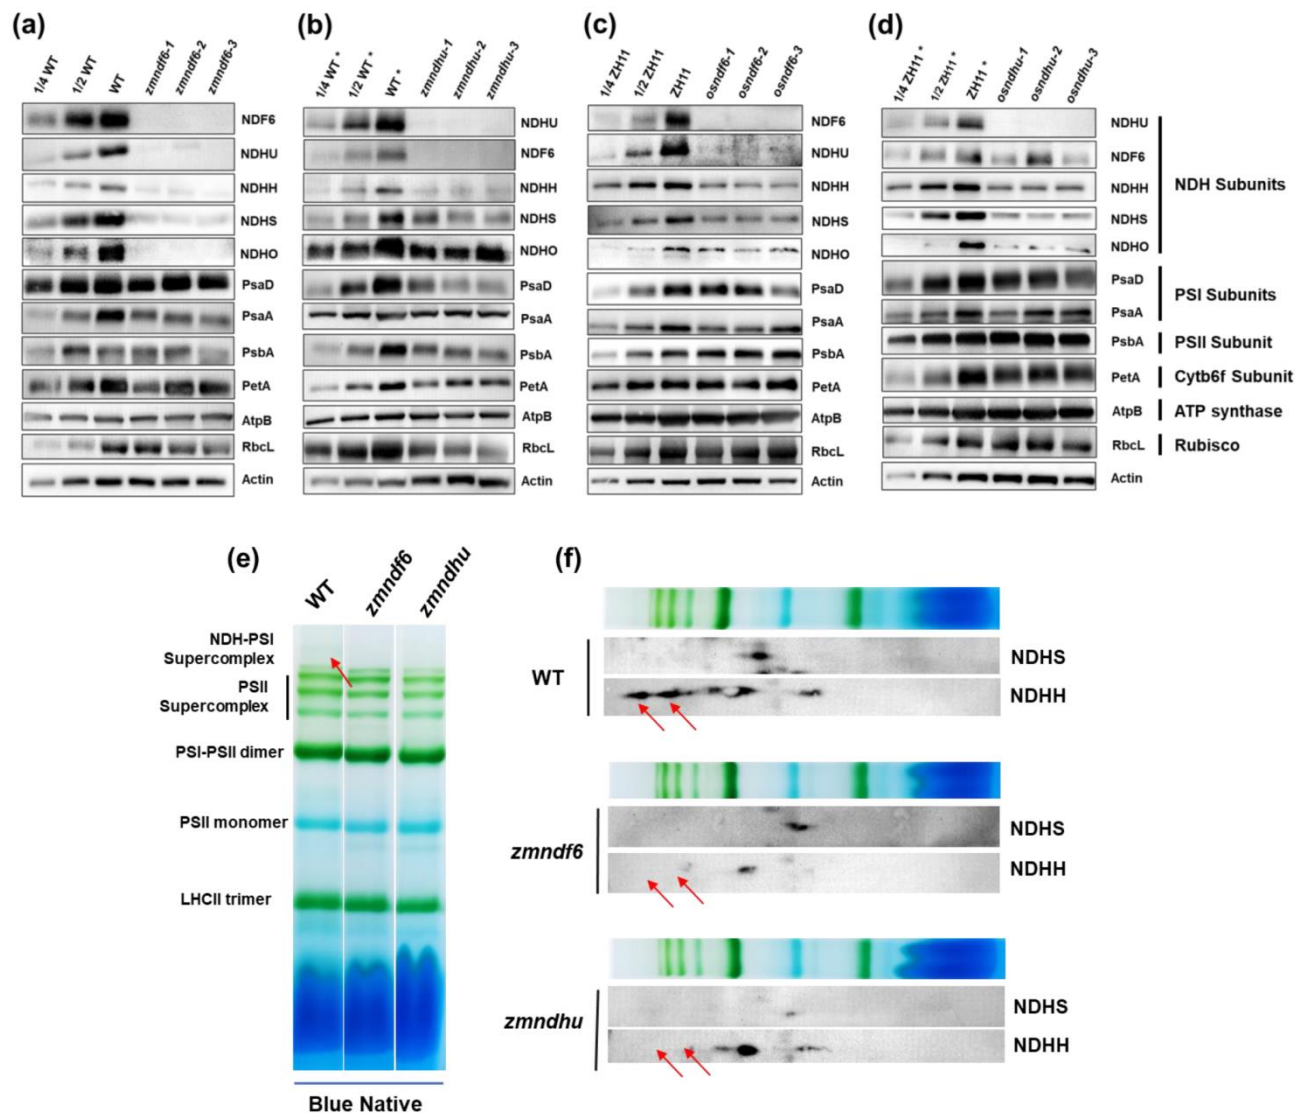 (a)
1/4 WT
1/2 WT
WT
zmndf6-1
zmndf6-2
zmndf6-3
NDF6
NDHU
NDHH
NDHS
NDHO
PsaD
PsaA
PsbA
PetA
AtpB
RbcL
Actin
(b)
1/4 WT *
1/2 WT *
WT *
zmndhu-1
zmndhu-2
zmndhu-3
NDHU
NDF6
NDHH
NDHS
NDHO
PsaD
PsaA
PsbA
PetA
AtpB
RbcL
Actin
(c)
1/4 ZH11
1/2 ZH11
ZH11
osndf6-1
osndf6-2
osndf6-3
NDF6
NDHU
NDHH
NDHS
NDHO
PsaD
PsaA
PsbA
PetA
AtpB
RbcL
Actin
(d)
1/4 ZH11 *
1/2 ZH11 *
ZH11 *
osndhu-1
osndhu-2
osndhu-3
NDHU
NDF6
NDHH
NDHS
NDHO
PsaD
PsaA
PsbA
PetA
AtpB
RbcL
Actin
NDH Subunits
PSI Subunits
PSII Subunit
Cytb6f Subunit
ATP synthase
Rubisco
(e)
WT
zmndf6
zmndhu
NDH-PSI
Supercomplex
PSII
Supercomplex
PSI-PSII dimer
PSII monomer
LHCII trimer
Blue Native
(f)
WT
NDHS
NDHH
zmndf6
NDHS
NDHH
zmndhu
NDHS
NDHH